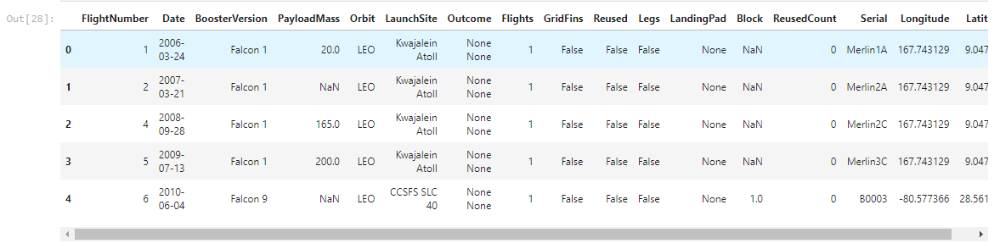 Out[28]:
FlightNumber Date BoosterVersion PayloadMass Orbit LaunchSite Outcome Flights GridFins Reused Legs LandingPad Block ReusedCount Serial Longitude Latit
0 1 2006-03-24 Falcon 1 20.0 LEO Kwajalein Atoll None None 1 False False False None NaN 0 Merlin1A 167.743129 9.047
1 2 2007-03-21 Falcon 1 NaN LEO Kwajalein Atoll None None 1 False False False None NaN 0 Merlin2A 167.743129 9.047
2 4 2008-09-28 Falcon 1 165.0 LEO Kwajalein Atoll None None 1 False False False None NaN 0 Merlin2C 167.743129 9.047
3 5 2009-07-13 Falcon 1 200.0 LEO Kwajalein Atoll None None 1 False False False None NaN 0 Merlin3C 167.743129 9.047
4 6 2010-06-04 Falcon 9 NaN LEO CCSFS SLC 40 None None 1 False False False None 1.0 0 B0003 -80.577366 28.561